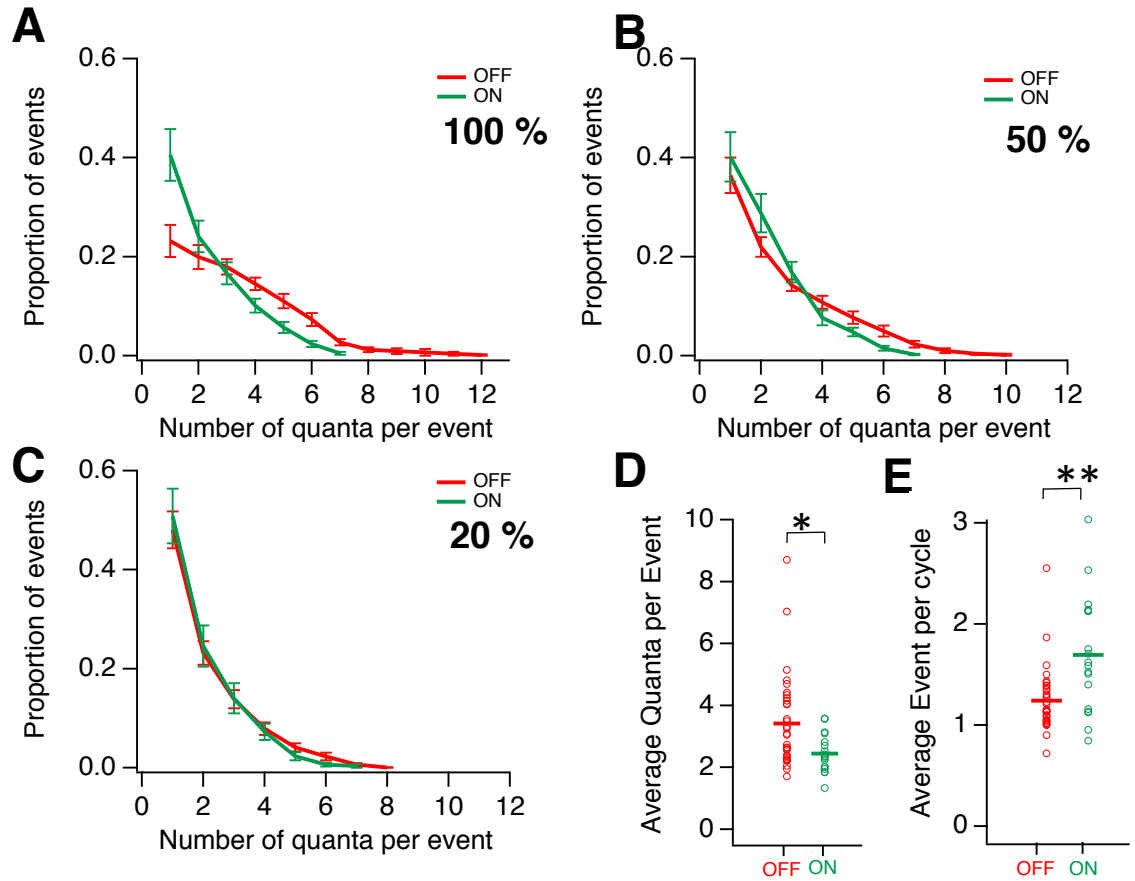 A
0.6
0.4
0.2
0.0
Proportion of events
OFF
ON
100 %
0 2 4 6 8 10 12
Number of quanta per event
B
0.6
0.4
0.2
0.0
Proportion of events
OFF
ON
50 %
0 2 4 6 8 10 12
Number of quanta per event
C
0.6
0.4
0.2
0.0
Proportion of events
OFF
ON
20 %
0 2 4 6 8 10 12
Number of quanta per event
D
*
10
8
6
4
2
0
Average Quanta per Event
OFF ON
E
**
3
2
1
0
Average Event per cycle
OFF ON